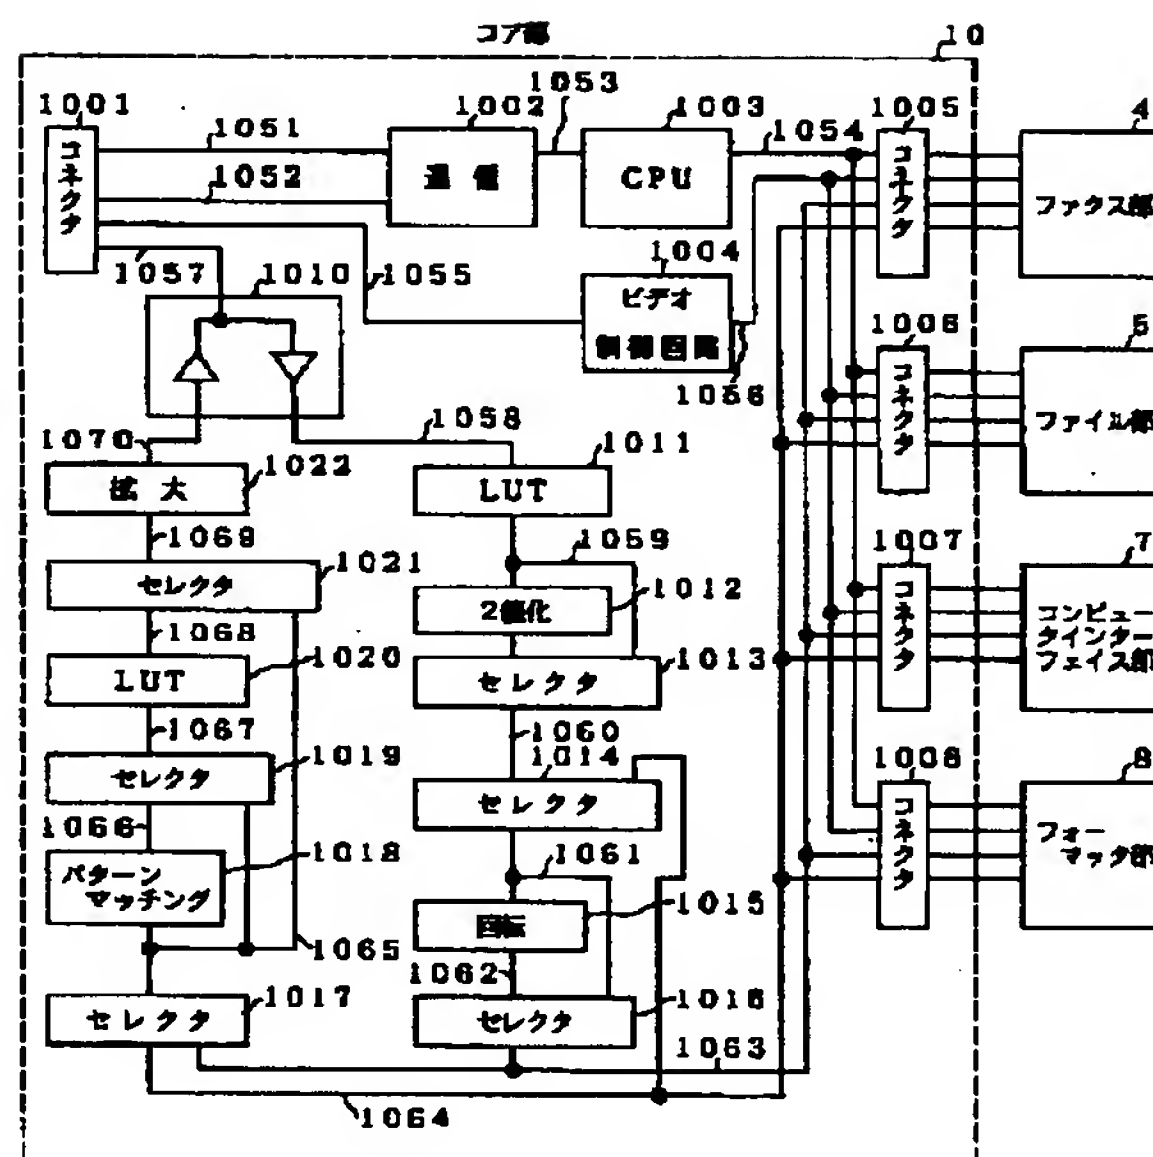 コア部
10
1001
コネクタ
1051
1052
1002
通信
1053
1003
CPU
1054
1005
コネクタ
4
ファクス部
1057
1010
1055
1004
ビデオ
制御回路
1056
1006
コネクタ
5
ファイル部
1070
1022
拡大
1058
1011
LUT
1069
1059
1021
セレクタ
1012
2値化
1007
コネクタ
7
コンピュー
タインター
フェイス部
1068
1020
LUT
1013
セレクタ
1067
1060
1019
セレクタ
1014
セレクタ
1008
コネクタ
8
フォー
マッタ部
1066
1018
パターン
マッチング
1061
1015
回転
1065
1062
1017
セレクタ
1016
セレクタ
1063
1064